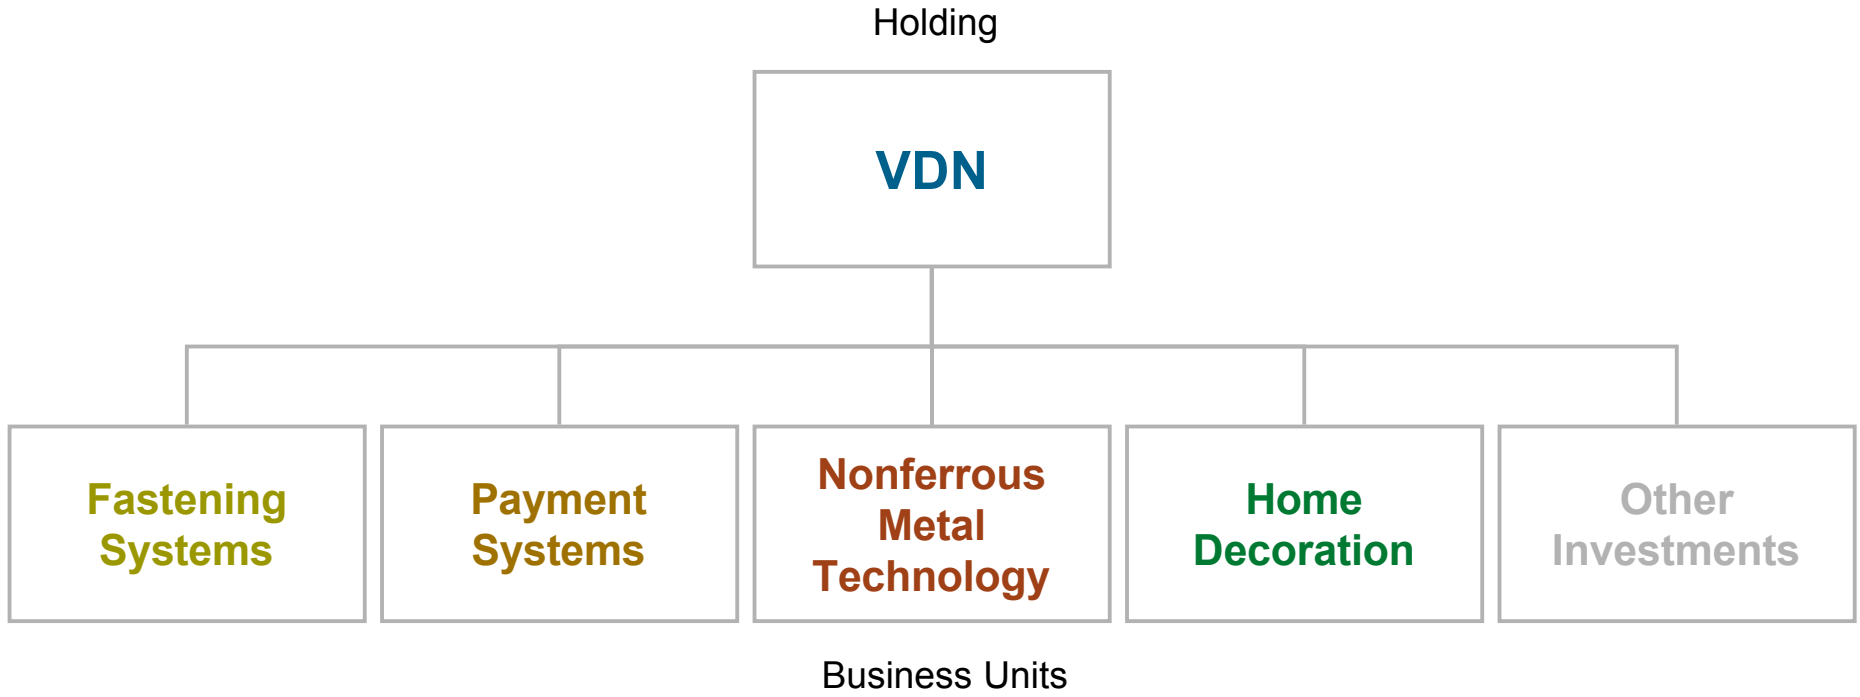 Holding
VDN
Fastening
Systems
Payment
Systems
Nonferrous
Metal
Technology
Home
Decoration
Other
Investments
Business Units